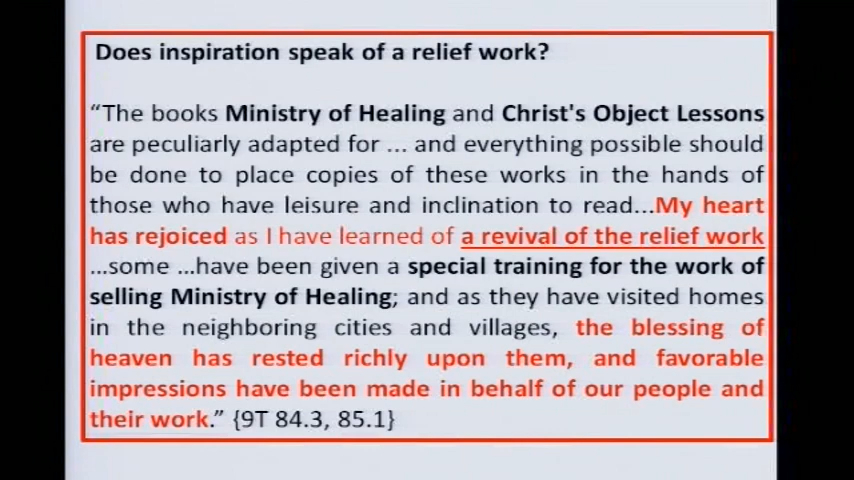 Does inspiration speak of a relief work?
“The books Ministry of Healing and Christ's Object Lessons
are peculiarly adapted for ... and everything possible should
be done to place copies of these works in the hands of
those who have leisure and inclination to read...My heart
has rejoiced as I have learned of a revival of the relief work
...some ...have been given a special training for the work of
selling Ministry of Healing; and as they have visited homes
in the neighboring cities and villages, the blessing of
heaven has rested richly upon them, and favorable
impressions have been made in behalf of our people and
their work.” {9T 84.3, 85.1}